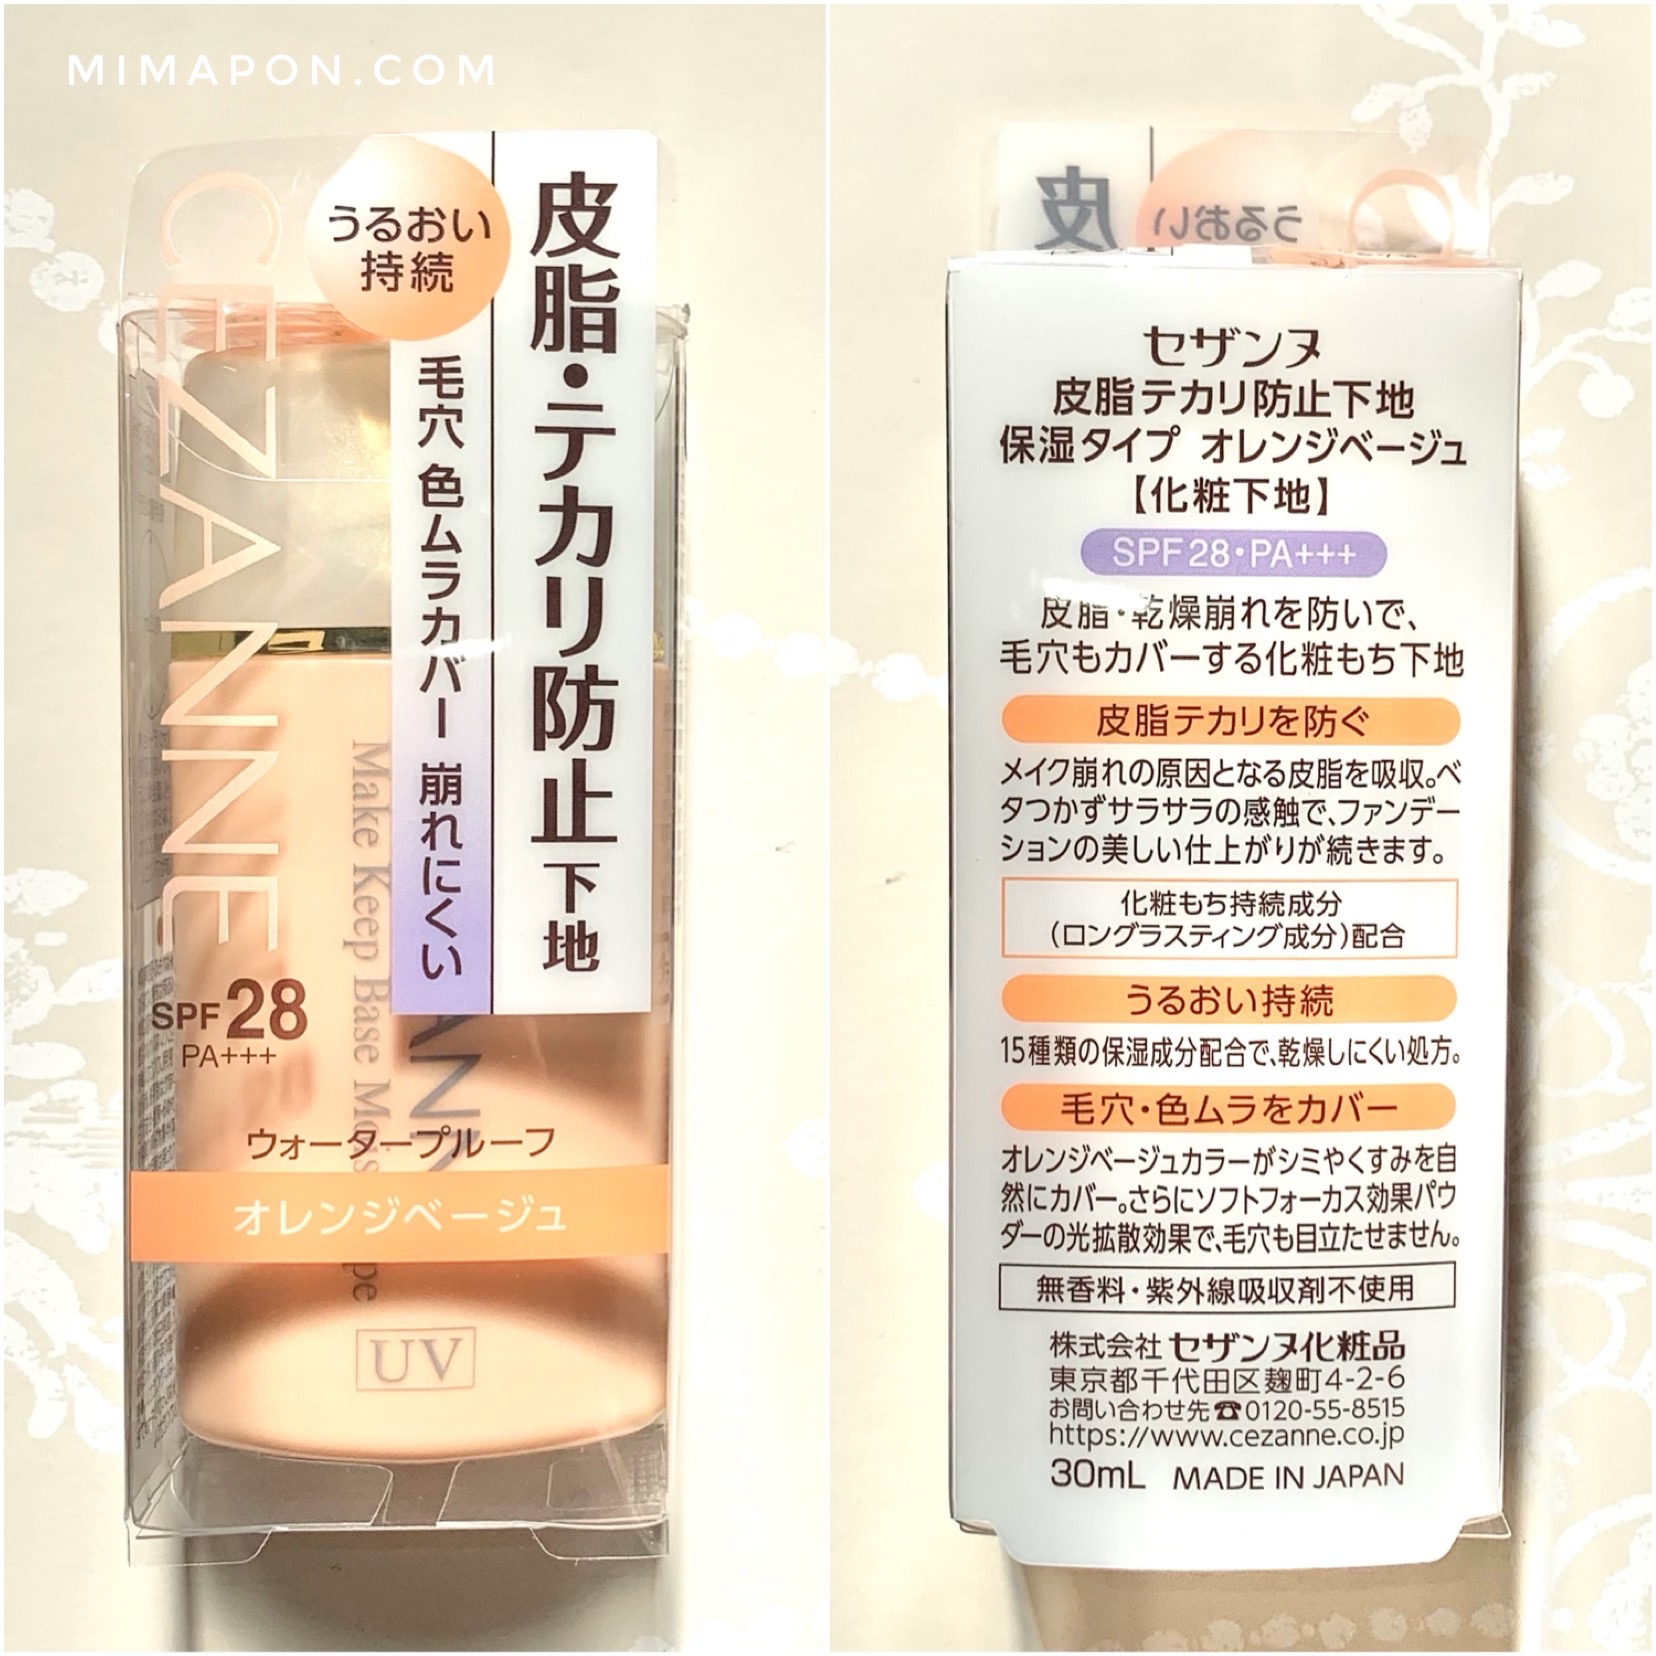 MIMAPON.COM
うるおい
持続
皮脂・テカリ防止下地
毛穴 色ムラカバー 崩れにくい
CEZANNE
Make Keep Base Mois
pe
SPF28
PA+++
ウォータープルーフ
オレンジベージュ
UV
皮
うるおい
セザンヌ
皮脂テカリ防止下地
保湿タイプ オレンジベージュ
【化粧下地】
SPF28・PA+++
皮脂・乾燥崩れを防いで、
毛穴もカバーする化粧もち下地
皮脂テカリを防ぐ
メイク崩れの原因となる皮脂を吸収。ベ
タつかずサラサラの感触で、ファンデー
ションの美しい仕上がりが続きます。
化粧もち持続成分
(ロングラスティング成分)配合
うるおい持続
15種類の保湿成分配合で、乾燥しにくい処方。
毛穴・色ムラをカバー
オレンジベージュカラーがシミやくすみを自
然にカバー。さらにソフトフォーカス効果パウ
ダーの光拡散効果で、毛穴も目立たせません。
無香料・紫外線吸収剤不使用
株式会社 セザンヌ化粧品
東京都千代田区麹町4-2-6
お問い合わせ先☎0120-55-8515
https://www.cezanne.co.jp
30mL MADE IN JAPAN